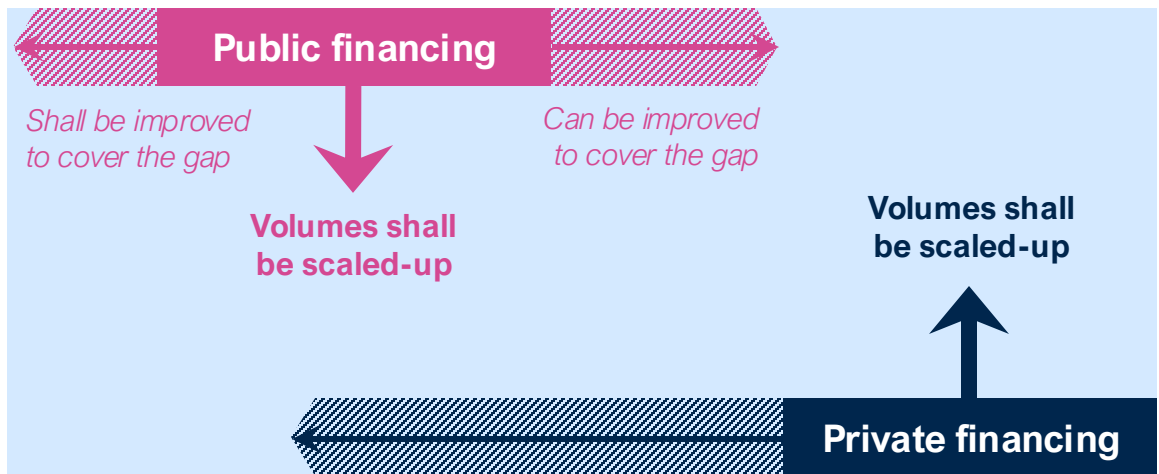 Public financing
Shall be improved
to cover the gap
Can be improved
to cover the gap
Volumes shall
be scaled-up
Volumes shall
be scaled-up
Private financing